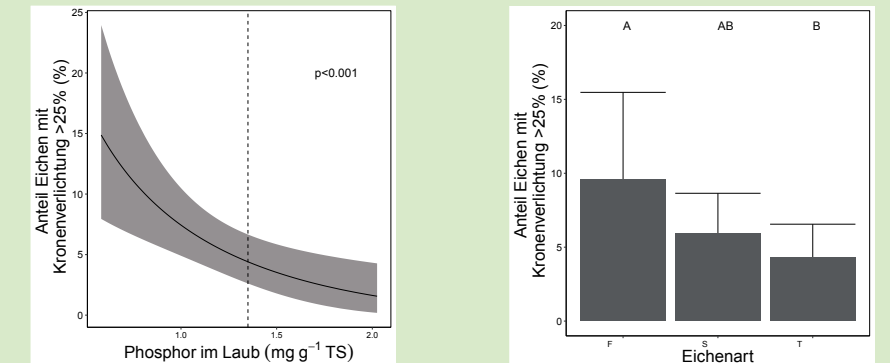 Anteil Eichen mit
Kronenverlichtung >25% (%)
25
20
15
10
5
0
p<0.001
1.0 1.5 2.0
Phosphor im Laub (mg g⁻¹ TS)
Anteil Eichen mit
Kronenverlichtung >25% (%)
20
15
10
5
0
A AB B
F S T
Eichenart